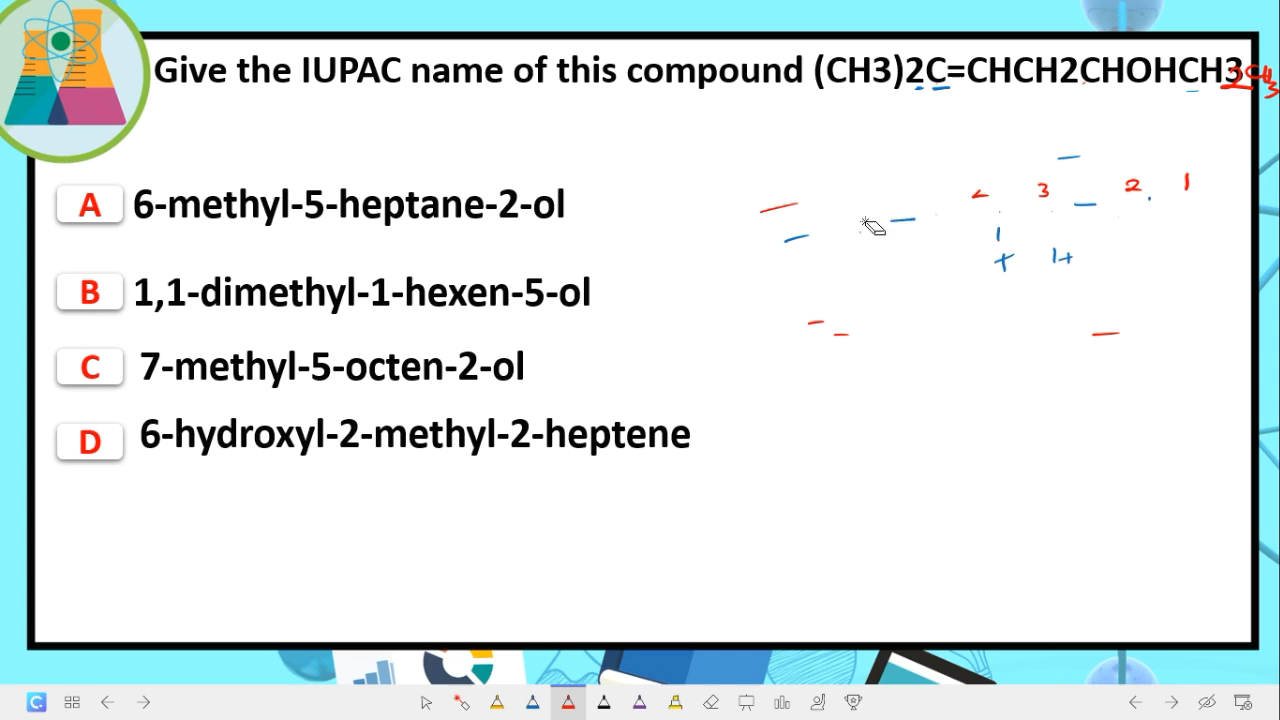 Give the IUPAC name of this compound (CH3)2C=CHCH2CHOHCH3
2CH3
3 2 1
A 6-methyl-5-heptane-2-ol
1 1+
B 1,1-dimethyl-1-hexen-5-ol
C 7-methyl-5-octen-2-ol
D 6-hydroxyl-2-methyl-2-heptene